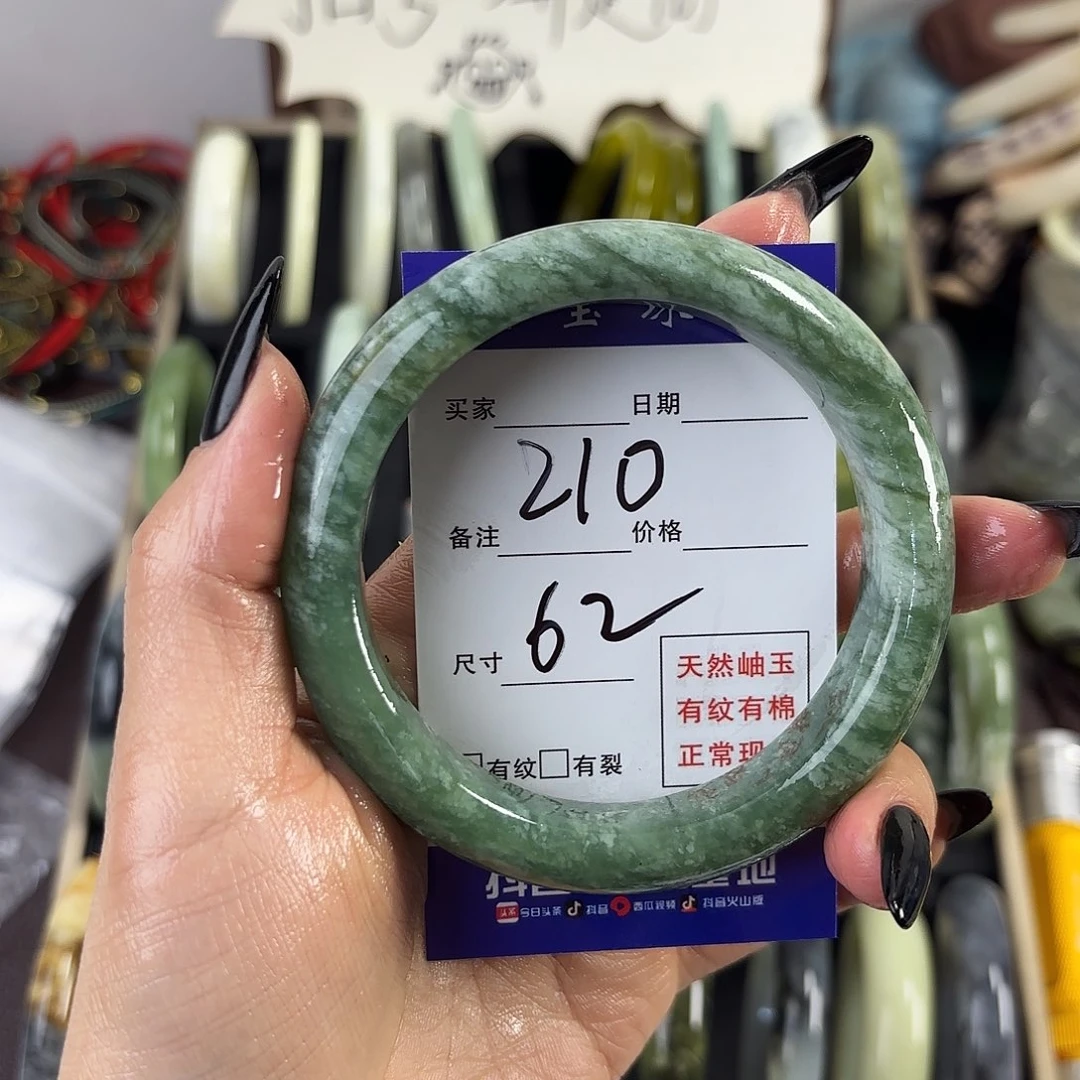 买家 日期
210
备注 价格
62
尺寸
天然岫玉
有纹有棉
正常现
有纹 有裂
今日头条 抖音 西瓜视频 抖音火山版